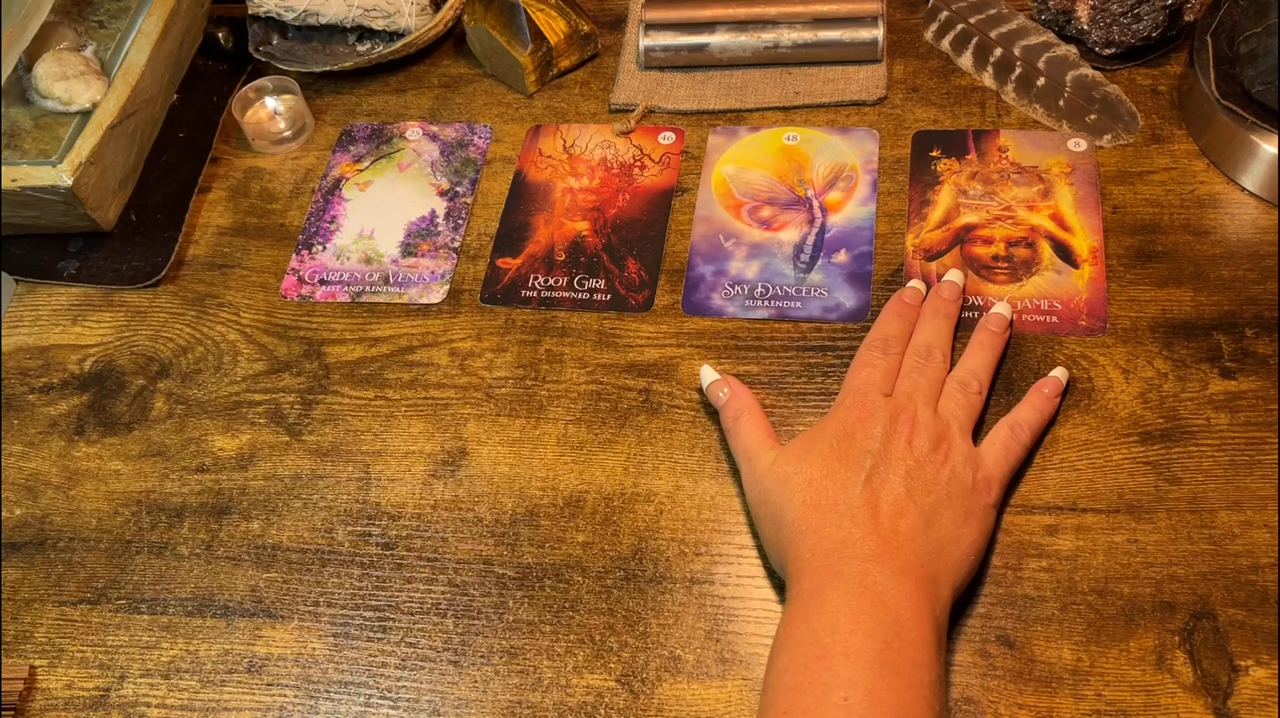 25
GARDEN OF VENUS
REST AND RENEWAL
46
ROOT GIRL
THE DISOWNED SELF
48
SKY DANCERS
SURRENDER
8
GAMES
POWER